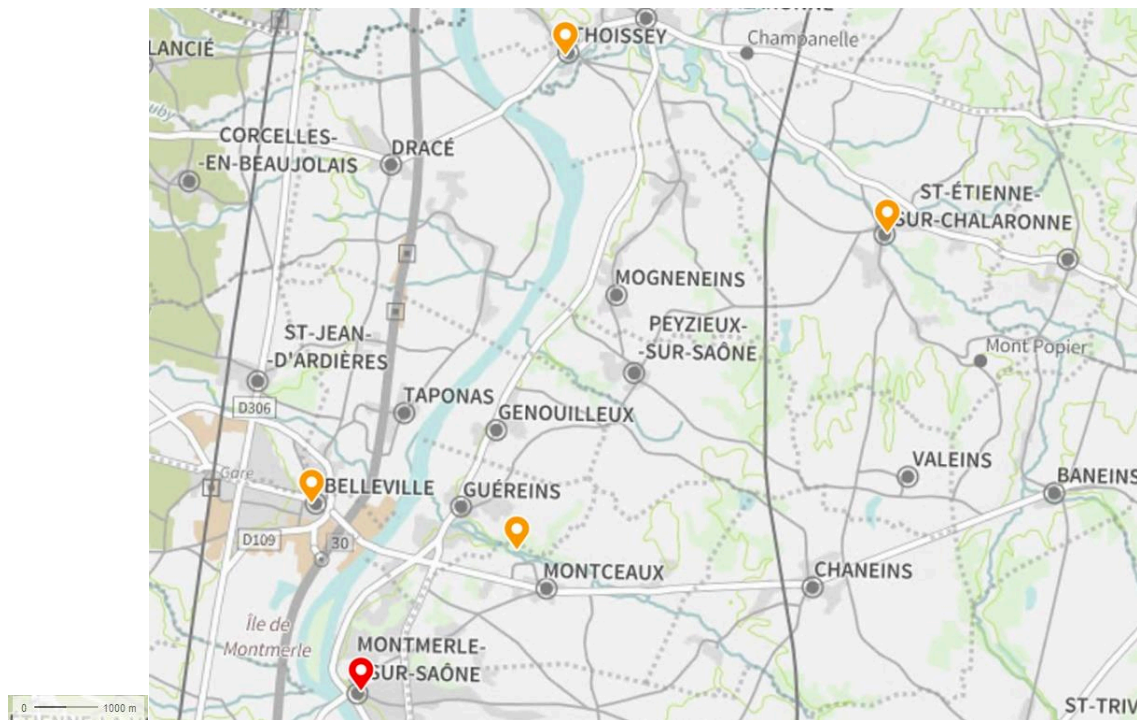 THOISSEY
Champanelle
LANCIÉ
CORCELLES-
-EN-BEAUJOLAIS
DRACÉ
ST-ÉTIENNE-
SUR-CHALARONNE
MOGNENEINS
PEYZIEUX-
-SUR-SAÔNE
ST-JEAN-
-D'ARDIÈRES
Mont Popier
TAPONAS
D306
GENOUILLEUX
VALEINS
Gare
BELLEVILLE
GUÉREINS
BANEINS
D109
30
MONTCEAUX
CHANEINS
Île de
Montmerle
MONTMERLE-
SUR-SAÔNE
0 1000 m
ST-TRIV